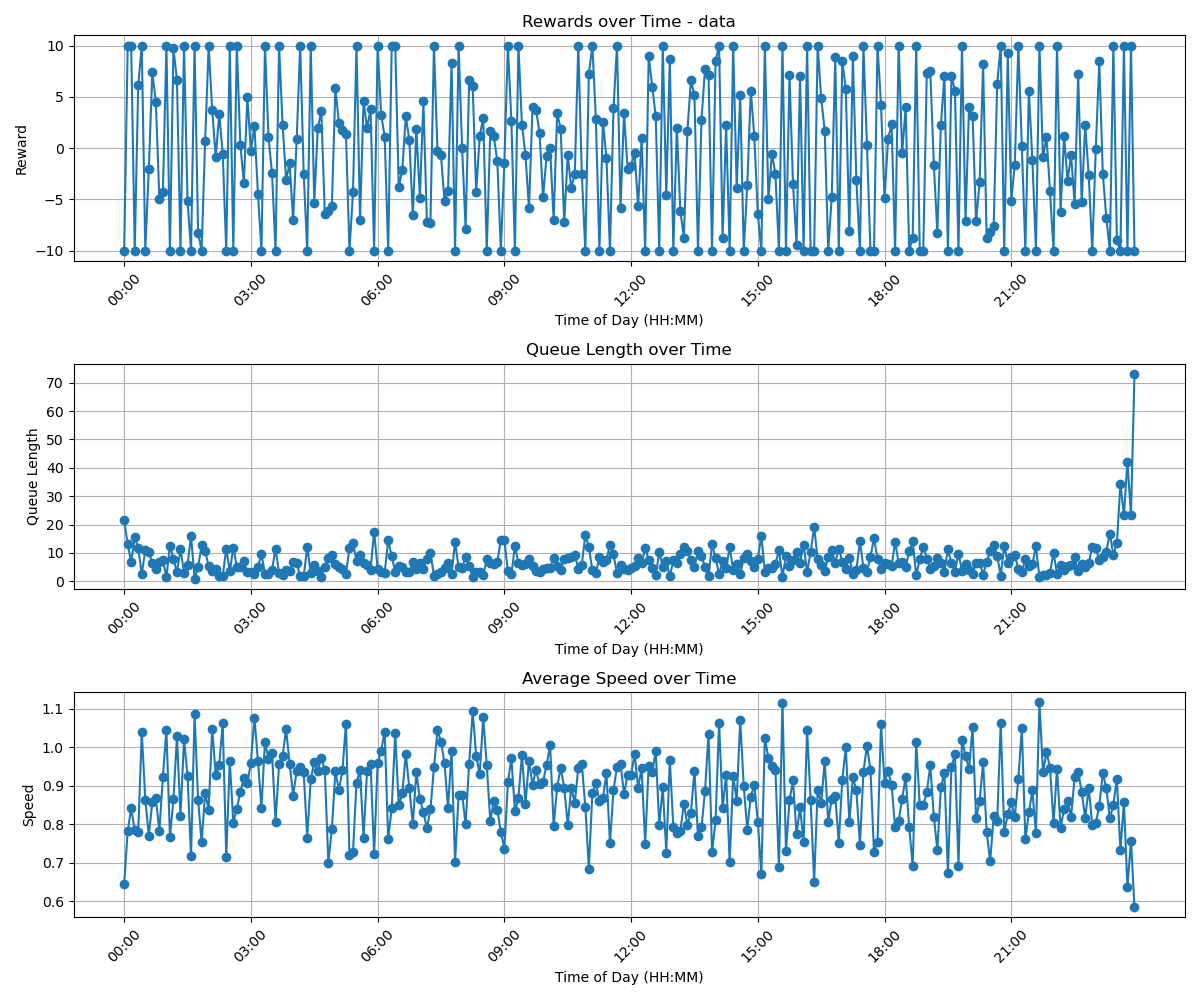 Rewards over Time - data
Reward
10
5
0
−5
−10
00:00 03:00 06:00 09:00 12:00 15:00 18:00 21:00
Time of Day (HH:MM)
Queue Length over Time
Queue Length
70
60
50
40
30
20
10
0
00:00 03:00 06:00 09:00 12:00 15:00 18:00 21:00
Time of Day (HH:MM)
Average Speed over Time
Speed
1.1
1.0
0.9
0.8
0.7
0.6
00:00 03:00 06:00 09:00 12:00 15:00 18:00 21:00
Time of Day (HH:MM)